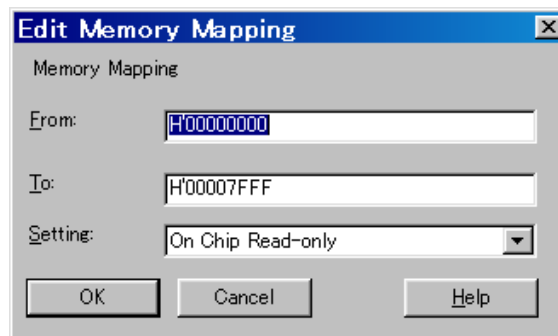 Edit Memory Mapping
Memory Mapping
From: H'00000000
To: H'00007FFF
Setting: On Chip Read-only
OK Cancel Help